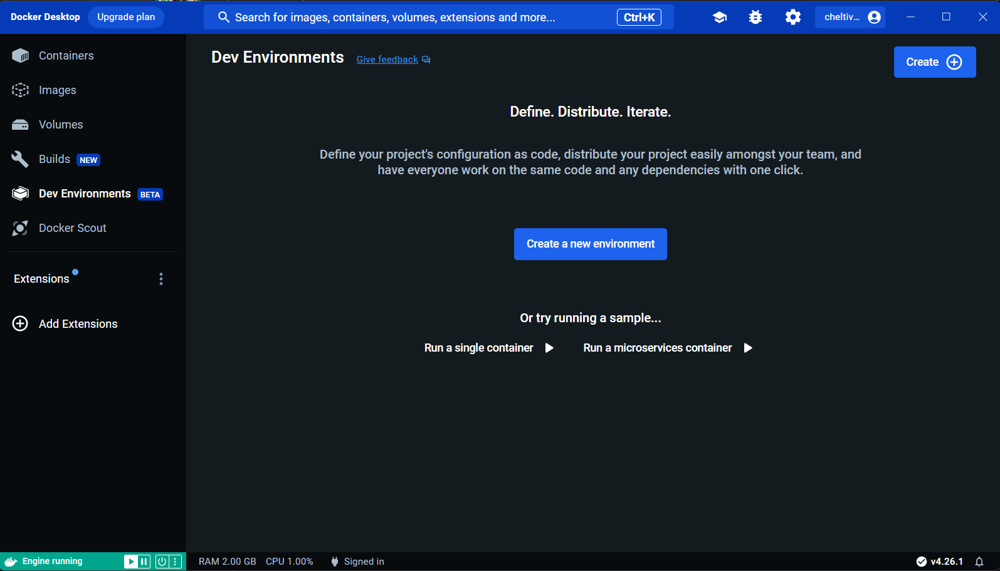 Docker Desktop
Upgrade plan
Search for images, containers, volumes, extensions and more...
Ctrl+K
cheltiv...
Containers
Images
Volumes
Builds NEW
Dev Environments BETA
Docker Scout
Extensions
Add Extensions
Dev Environments
Give feedback
Create
Define. Distribute. Iterate.
Define your project's configuration as code, distribute your project easily amongst your team, and
have everyone work on the same code and any dependencies with one click.
Create a new environment
Or try running a sample...
Run a single container
Run a microservices container
Engine running
RAM 2.00 GB CPU 1.00%
Signed in
v4.26.1